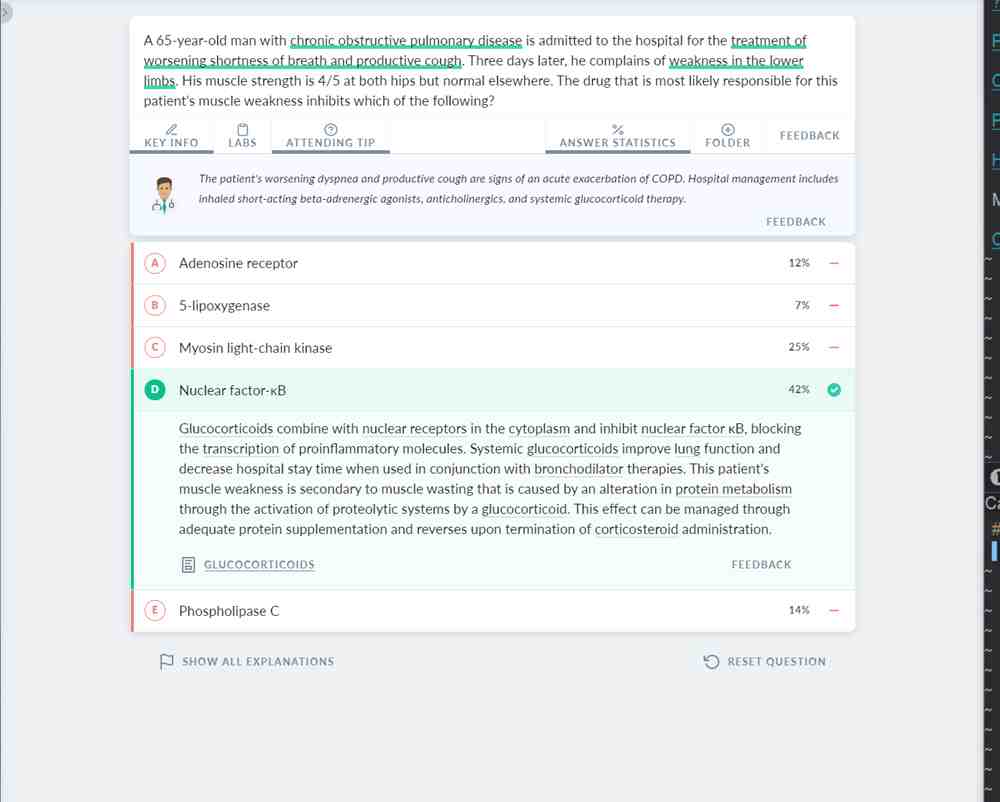 A 65-year-old man with chronic obstructive pulmonary disease is admitted to the hospital for the treatment of
worsening shortness of breath and productive cough. Three days later, he complains of weakness in the lower
limbs. His muscle strength is 4/5 at both hips but normal elsewhere. The drug that is most likely responsible for this
patient's muscle weakness inhibits which of the following?
KEY INFO
LABS
ATTENDING TIP
ANSWER STATISTICS
FOLDER
FEEDBACK
The patient's worsening dyspnea and productive cough are signs of an acute exacerbation of COPD. Hospital management includes
inhaled short-acting beta-adrenergic agonists, anticholinergics, and systemic glucocorticoid therapy.
FEEDBACK
A Adenosine receptor 12%
B 5-lipoxygenase 7%
C Myosin light-chain kinase 25%
D Nuclear factor-κB 42%
Glucocorticoids combine with nuclear receptors in the cytoplasm and inhibit nuclear factor κB, blocking
the transcription of proinflammatory molecules. Systemic glucocorticoids improve lung function and
decrease hospital stay time when used in conjunction with bronchodilator therapies. This patient's
muscle weakness is secondary to muscle wasting that is caused by an alteration in protein metabolism
through the activation of proteolytic systems by a glucocorticoid. This effect can be managed through
adequate protein supplementation and reverses upon termination of corticosteroid administration.
GLUCOCORTICOIDS
FEEDBACK
E Phospholipase C 14%
SHOW ALL EXPLANATIONS
RESET QUESTION